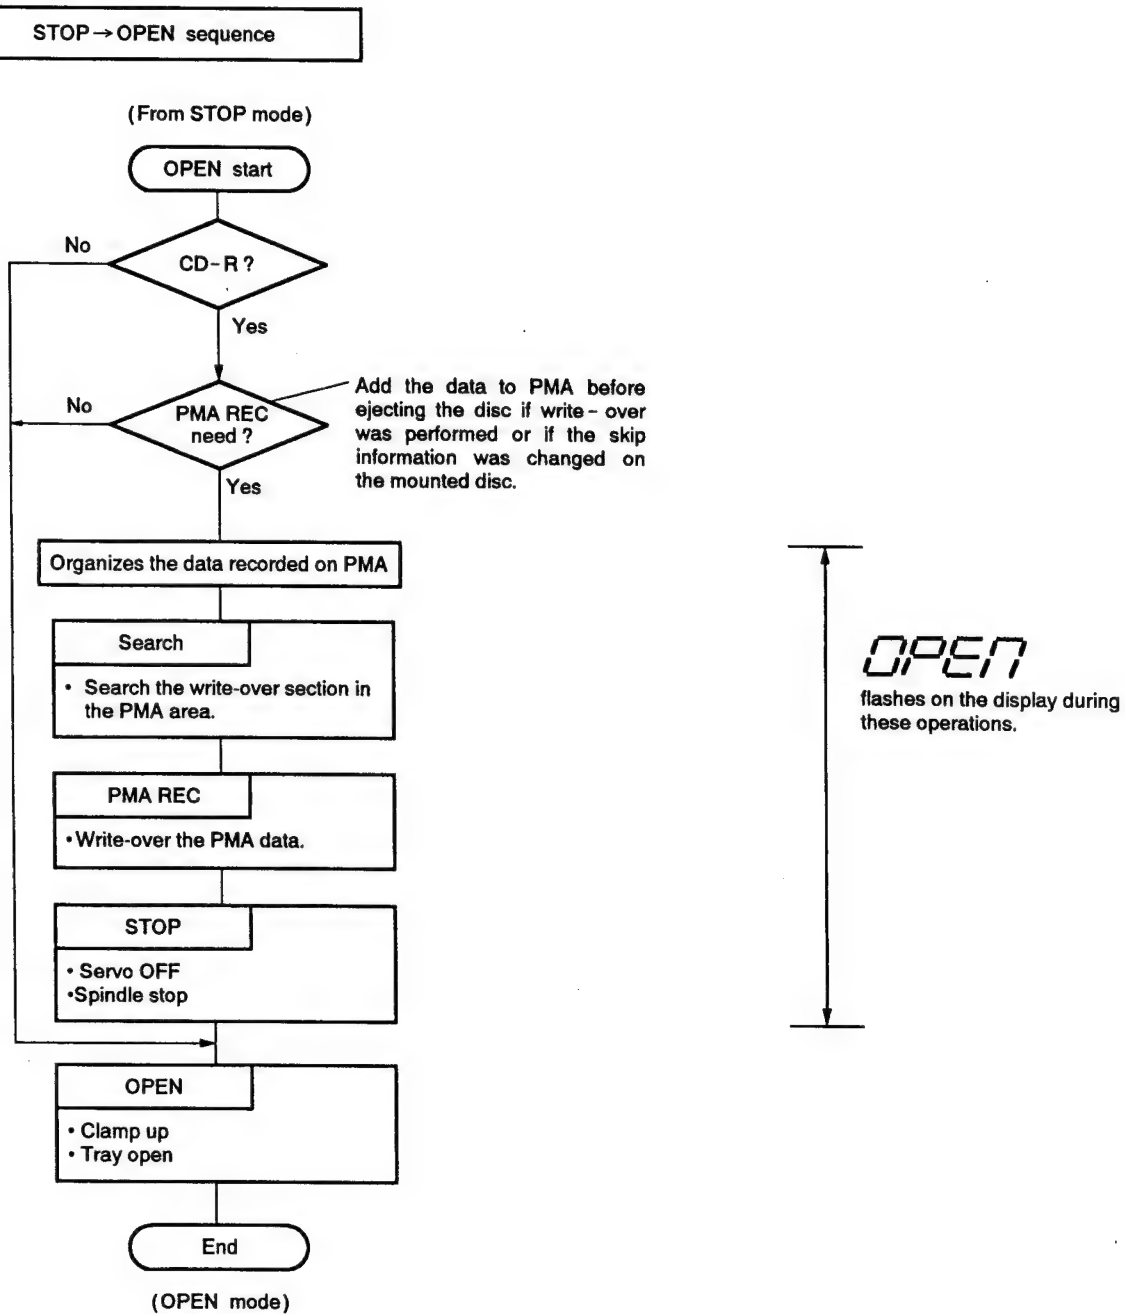 STOP→OPEN sequence
(From STOP mode)
OPEN start
No
CD-R ?
Yes
No
PMA REC
need ?
Add the data to PMA before
ejecting the disc if write - over
was performed or if the skip
information was changed on
the mounted disc.
Yes
Organizes the data recorded on PMA
Search
• Search the write-over section in
the PMA area.
OPEN
flashes on the display during
these operations.
PMA REC
• Write-over the PMA data.
STOP
• Servo OFF
• Spindle stop
OPEN
• Clamp up
• Tray open
End
(OPEN mode)